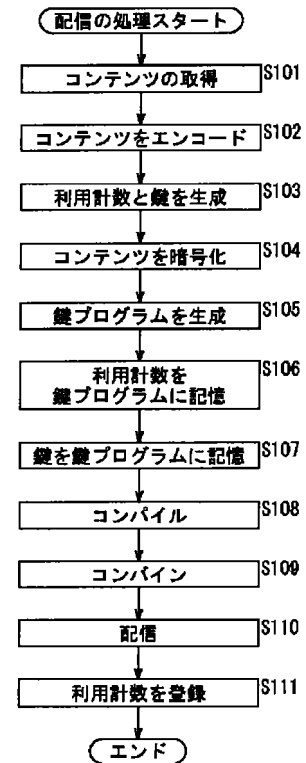 配信の処理スタート
コンテンツの取得 S101
コンテンツをエンコード S102
利用計数と鍵を生成 S103
コンテンツを暗号化 S104
鍵プログラムを生成 S105
利用計数を S106
鍵プログラムに記憶
鍵を鍵プログラムに記憶 S107
コンパイル S108
コンバイン S109
配信 S110
利用計数を登録 S111
エンド